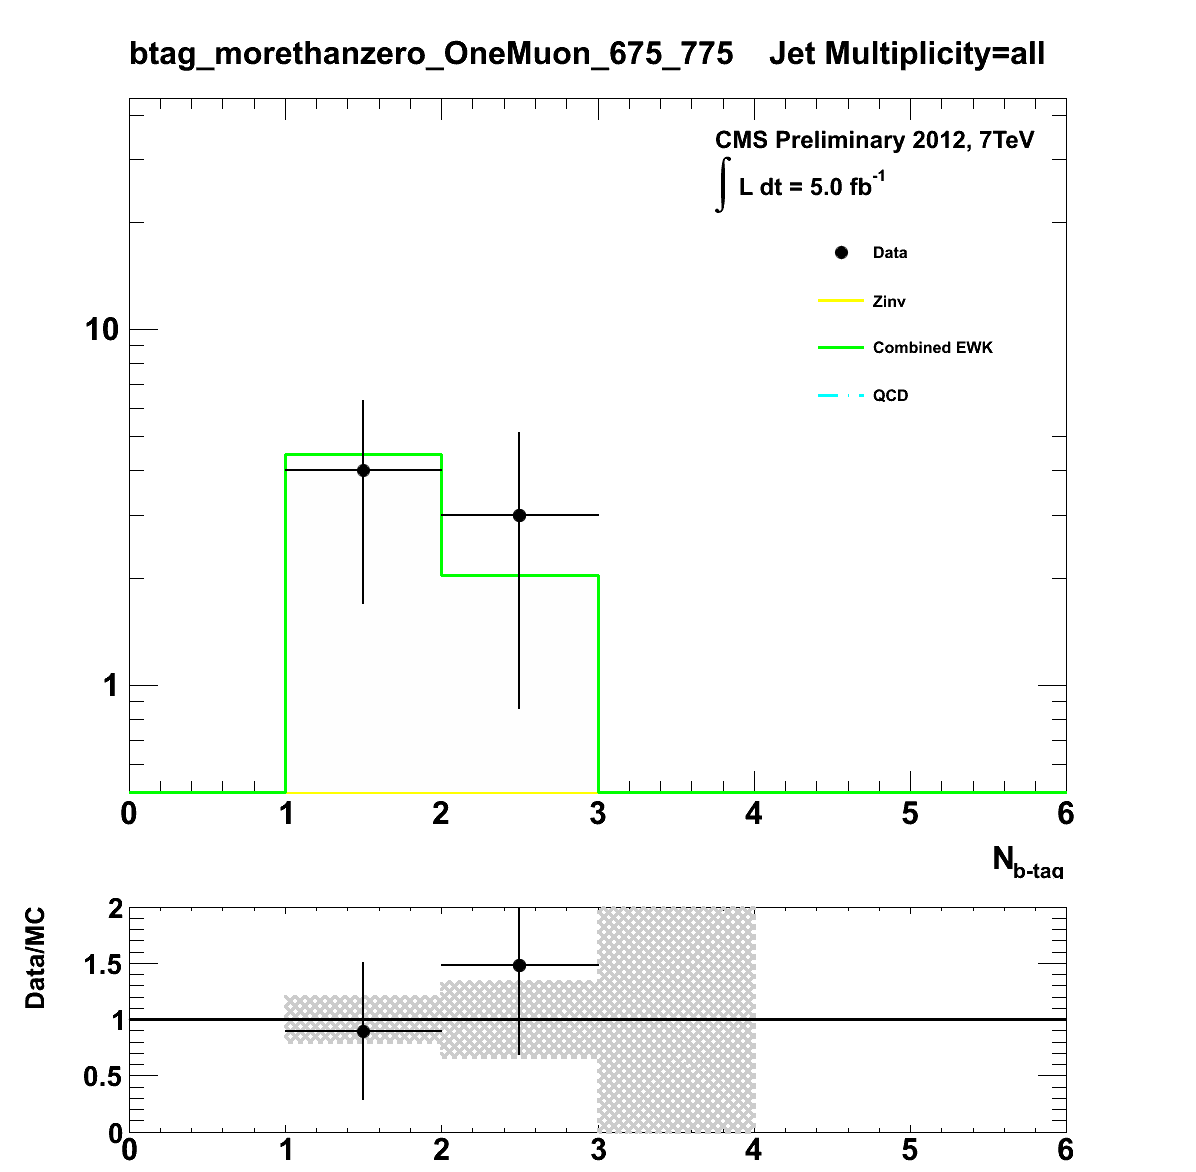 btag_morethanzero_OneMuon_675_775 Jet Multiplicity=all
CMS Preliminary 2012, 7TeV
∫ L dt = 5.0 fb-1
Data
Zinv
Combined EWK
QCD
10
1
0 1 2 3 4 5 6
Nb-tag
Data/MC
2
1.5
1
0.5
0
0 1 2 3 4 5 6